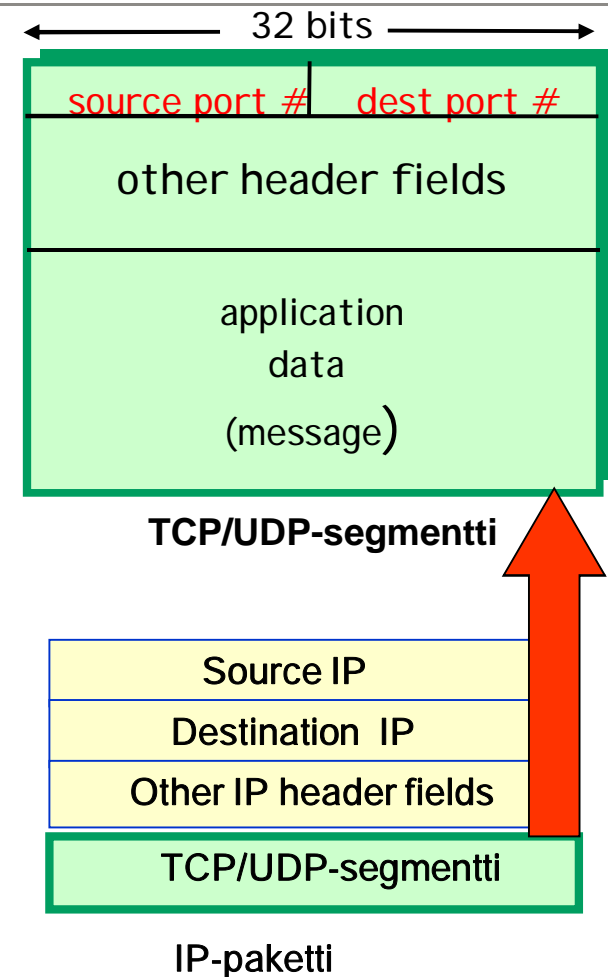 32 bits
source port # dest port #
other header fields
application
data
(message)
TCP/UDP-segmentti
Source IP
Destination IP
Other IP header fields
TCP/UDP-segmentti
IP-paketti